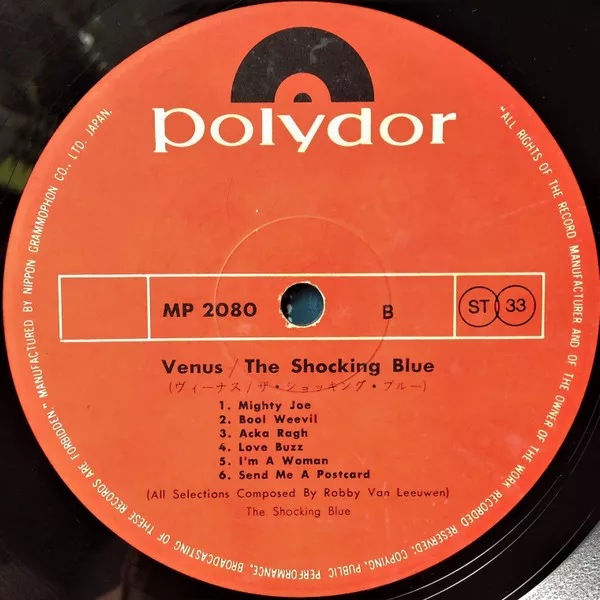 polydor
MP 2080
B
ST 33
Venus / The Shocking Blue
(ヴィーナス/ザ・ショッキング・ブルー)
1. Mighty Joe
2. Bool Weevil
3. Acka Ragh
4. Love Buzz
5. I'm A Woman
6. Send Me A Postcard
(All Selections Composed By Robby Van Leeuwen)
The Shocking Blue
"ALL RIGHTS OF THE RECORD MANUFACTURER AND OF THE OWNER OF THE WORK RECORDED RESERVED; COPYING, PUBLIC PERFORMANCE, BROADCASTING OF THESE RECORDS ARE FORBIDDEN." MANUFACTURED BY NIPPON GRAMMOPHON CO., LTD. JAPAN.